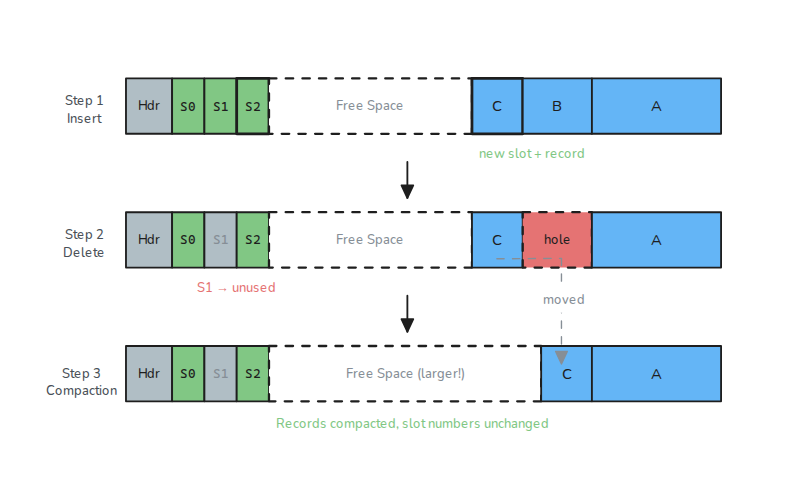 Step 1
Insert
Hdr S0 S1 S2 Free Space C B A
new slot + record
Step 2
Delete
Hdr S0 S1 S2 Free Space C hole A
S1 → unused
moved
Step 3
Compaction
Hdr S0 S1 S2 Free Space (larger!) C A
Records compacted, slot numbers unchanged